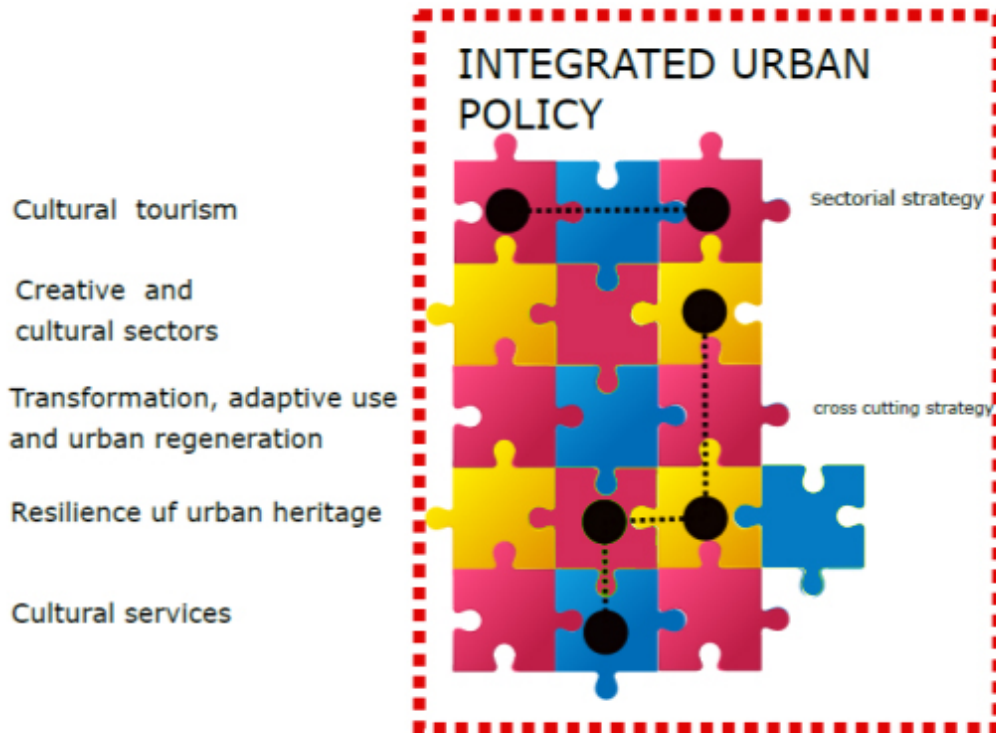 INTEGRATED URBAN
POLICY
Cultural tourism
Sectorial strategy
Creative and
cultural sectors
Transformation, adaptive use
and urban regeneration
cross cutting strategy
Resilience uf urban heritage
Cultural services